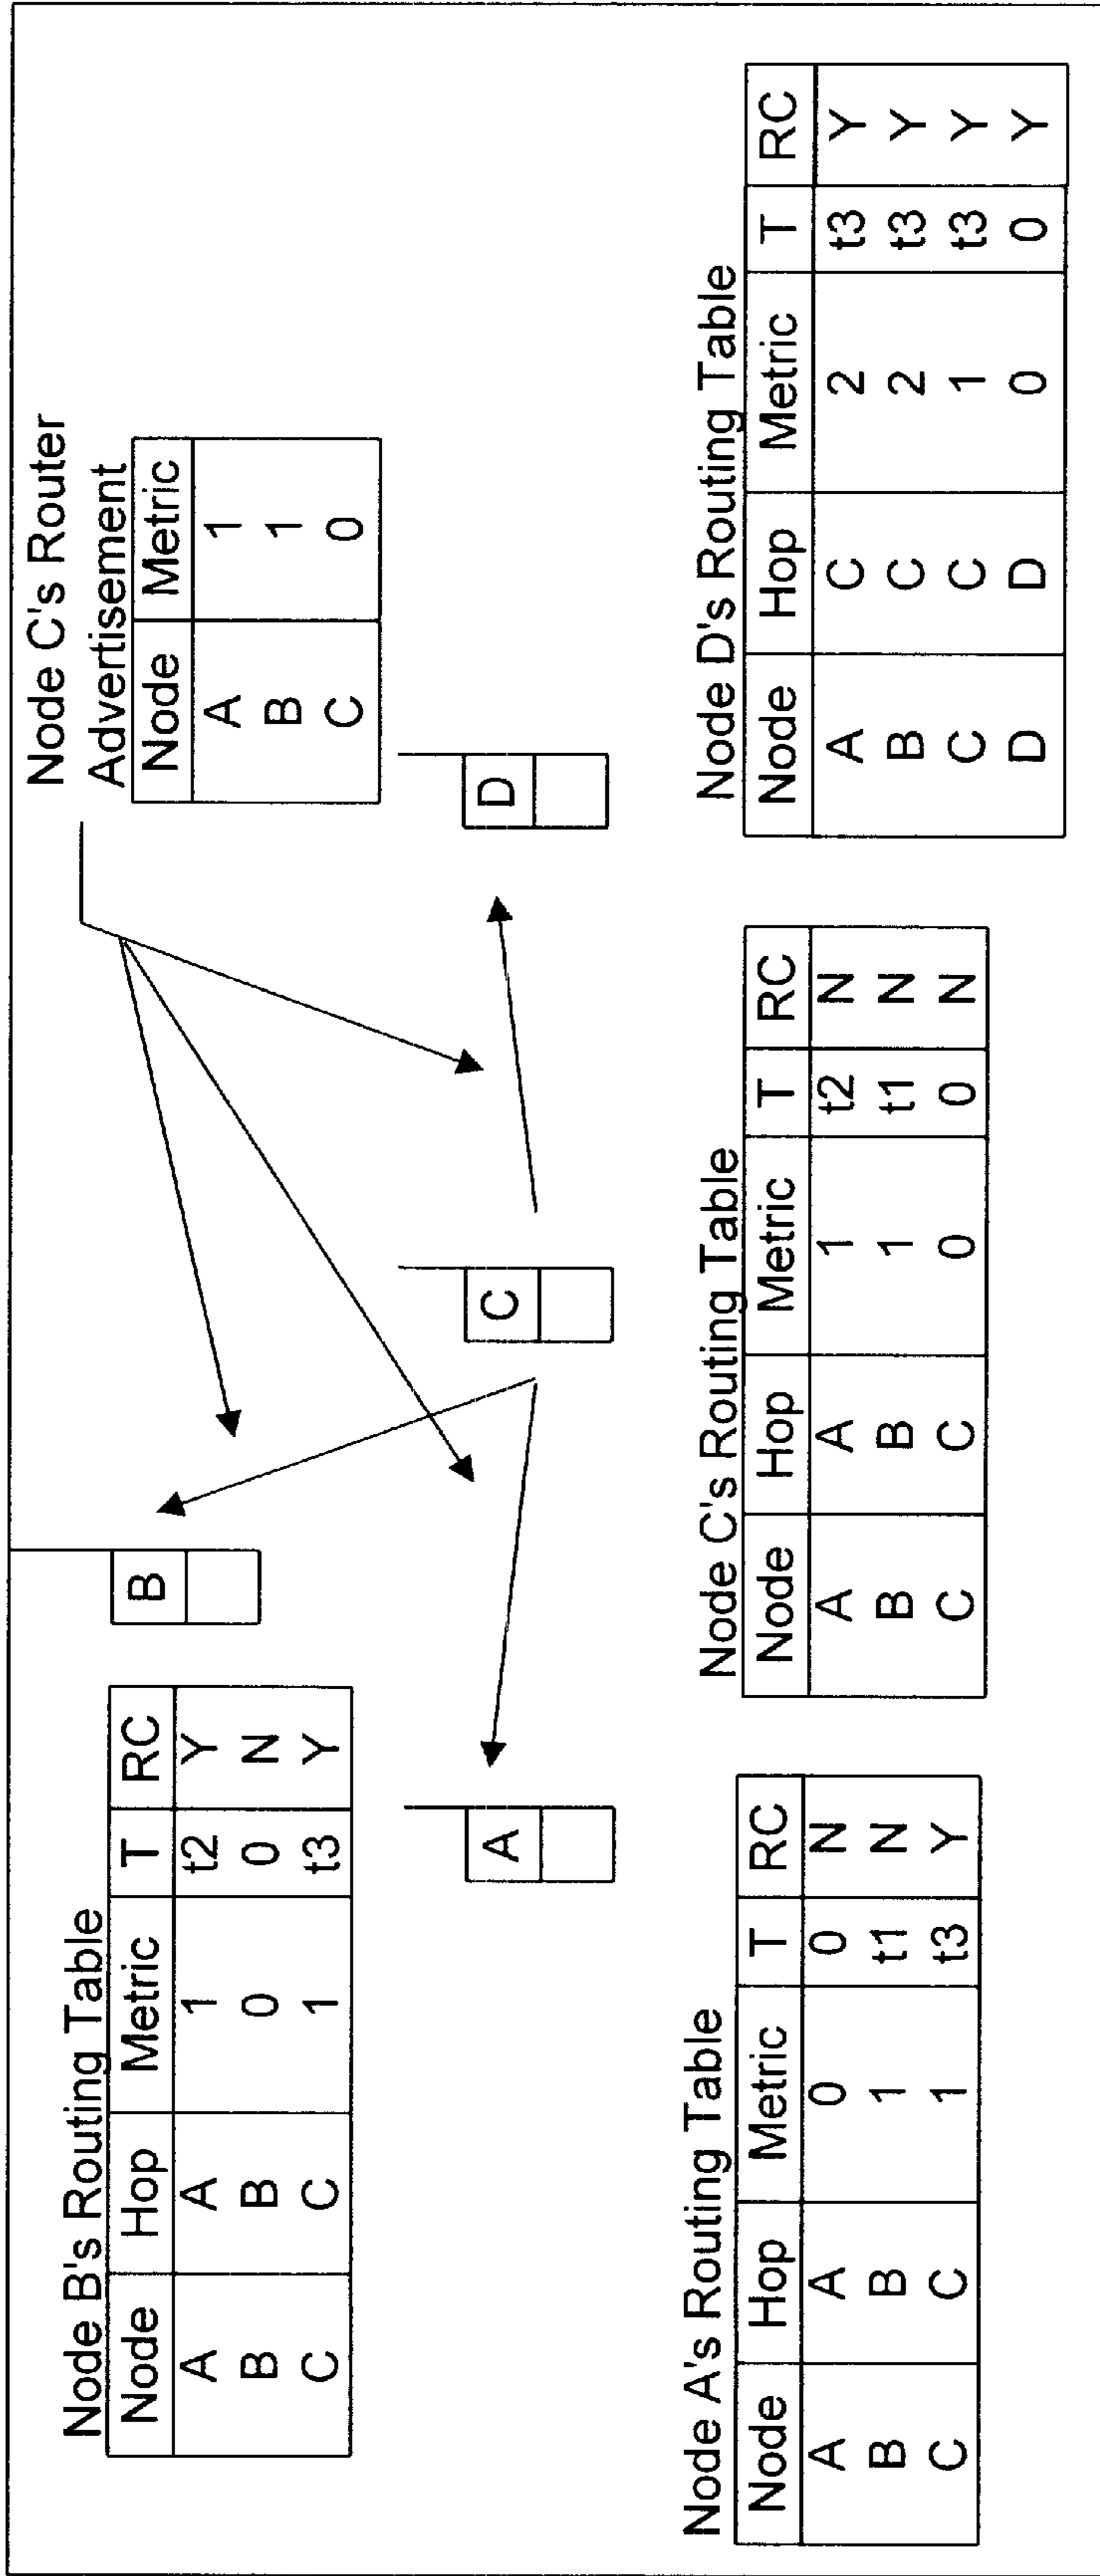 Node C's Router
Advertisement
Node Metric
A 1
B 1
C 0
Node B's Routing Table
Node Hop Metric T RC
A A 1 t2 Y
B B 0 0 N
C C 1 t3 Y
B
A
C
D
Node A's Routing Table
Node Hop Metric T RC
A A 0 0 N
B B 1 t1 N
C C 1 t3 Y
Node C's Routing Table
Node Hop Metric T RC
A A 1 t2 N
B B 1 t1 N
C C 0 0 N
Node D's Routing Table
Node Hop Metric T RC
A C 2 t3 Y
B C 2 t3 Y
C C 1 t3 Y
D D 0 0 Y